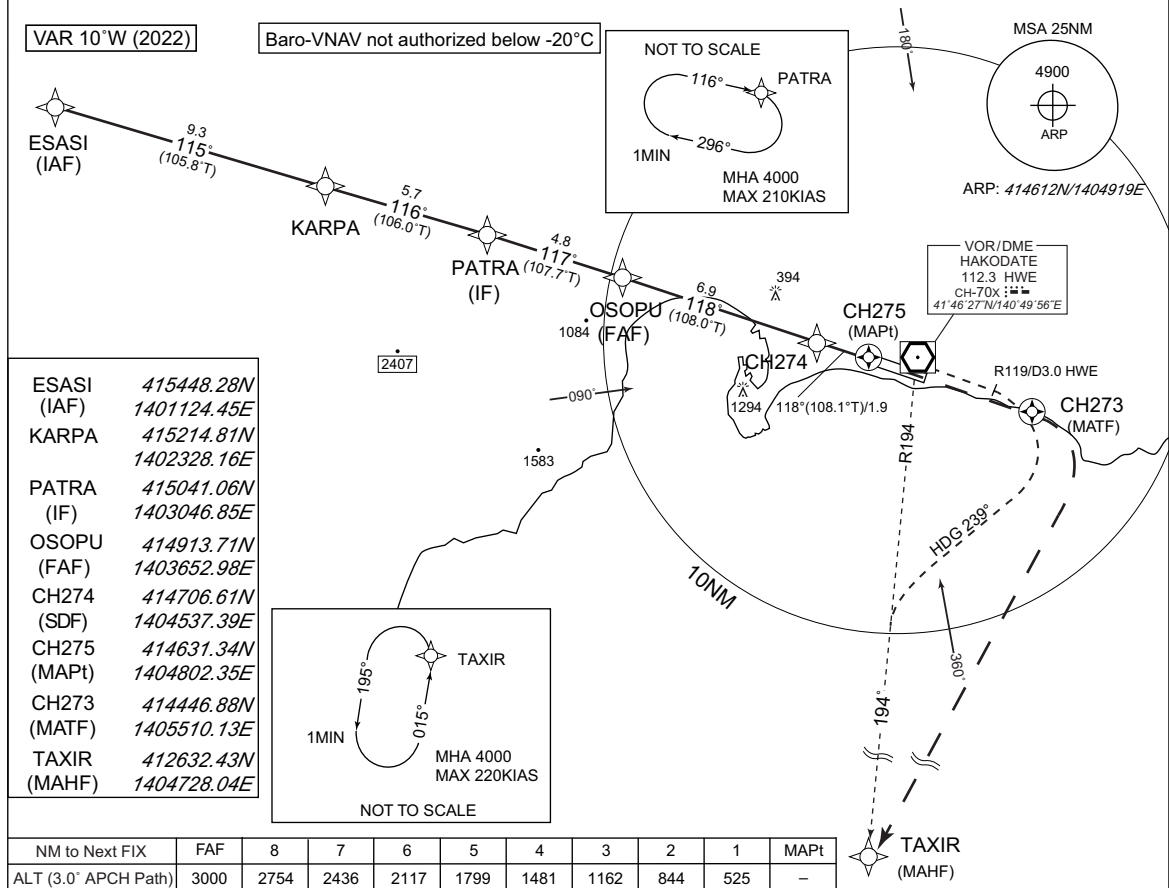 VAR 10˚W (2022)
Baro-VNAV not authorized below -20°C
NOT TO SCALE
116°
PATRA
296°
1MIN
MHA 4000
MAX 210KIAS
180°
MSA 25NM
4900
ARP
ARP: 414612N/1404919E
ESASI
(IAF)
9.3
115°
(105.8˚T)
KARPA
5.7
116°
(106.0˚T)
PATRA
(IF)
4.8
117°
(107.7˚T)
OSOPU
(FAF)
6.9
118°
(108.0˚T)
394
1084
2407
1583
1294
090°
CH274
CH275
(MAPt)
118°(108.1°T)/1.9
VOR/DME
HAKODATE
112.3 HWE
CH-70X
41˚46´27˝N/140˚49´56˝E
R119/D3.0 HWE
CH273
(MATF)
R194
HDG 239°
10NM
360°
194°
TAXIR
(MAHF)
ESASI 415448.28N
(IAF) 1401124.45E
KARPA 415214.81N
1402328.16E
PATRA 415041.06N
(IF) 1403046.85E
OSOPU 414913.71N
(FAF) 1403652.98E
CH274 414706.61N
(SDF) 1404537.39E
CH275 414631.34N
(MAPt) 1404802.35E
CH273 414446.88N
(MATF) 1405510.13E
TAXIR 412632.43N
(MAHF) 1404728.04E
TAXIR
195°
015°
1MIN
MHA 4000
MAX 220KIAS
NOT TO SCALE
NM to Next FIX FAF 8 7 6 5 4 3 2 1 MAPt
ALT (3.0˚ APCH Path) 3000 2754 2436 2117 1799 1481 1162 844 525 –